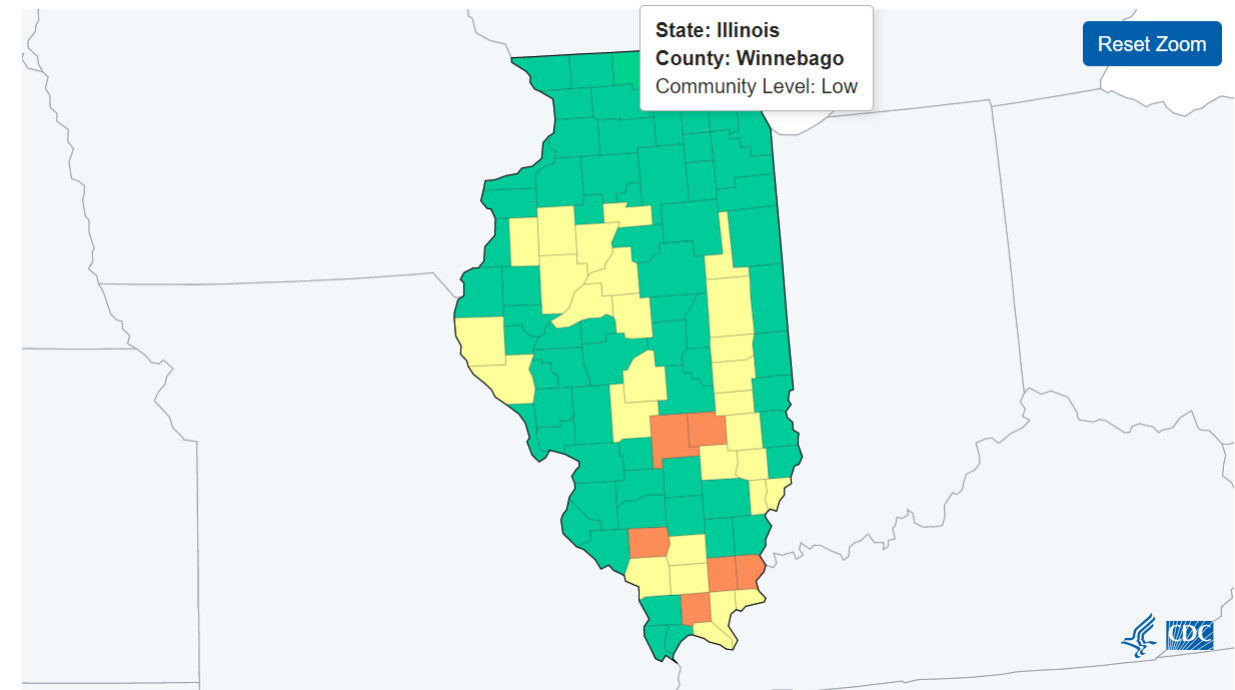 State: Illinois
County: Winnebago
Community Level: Low
Reset Zoom
CDC